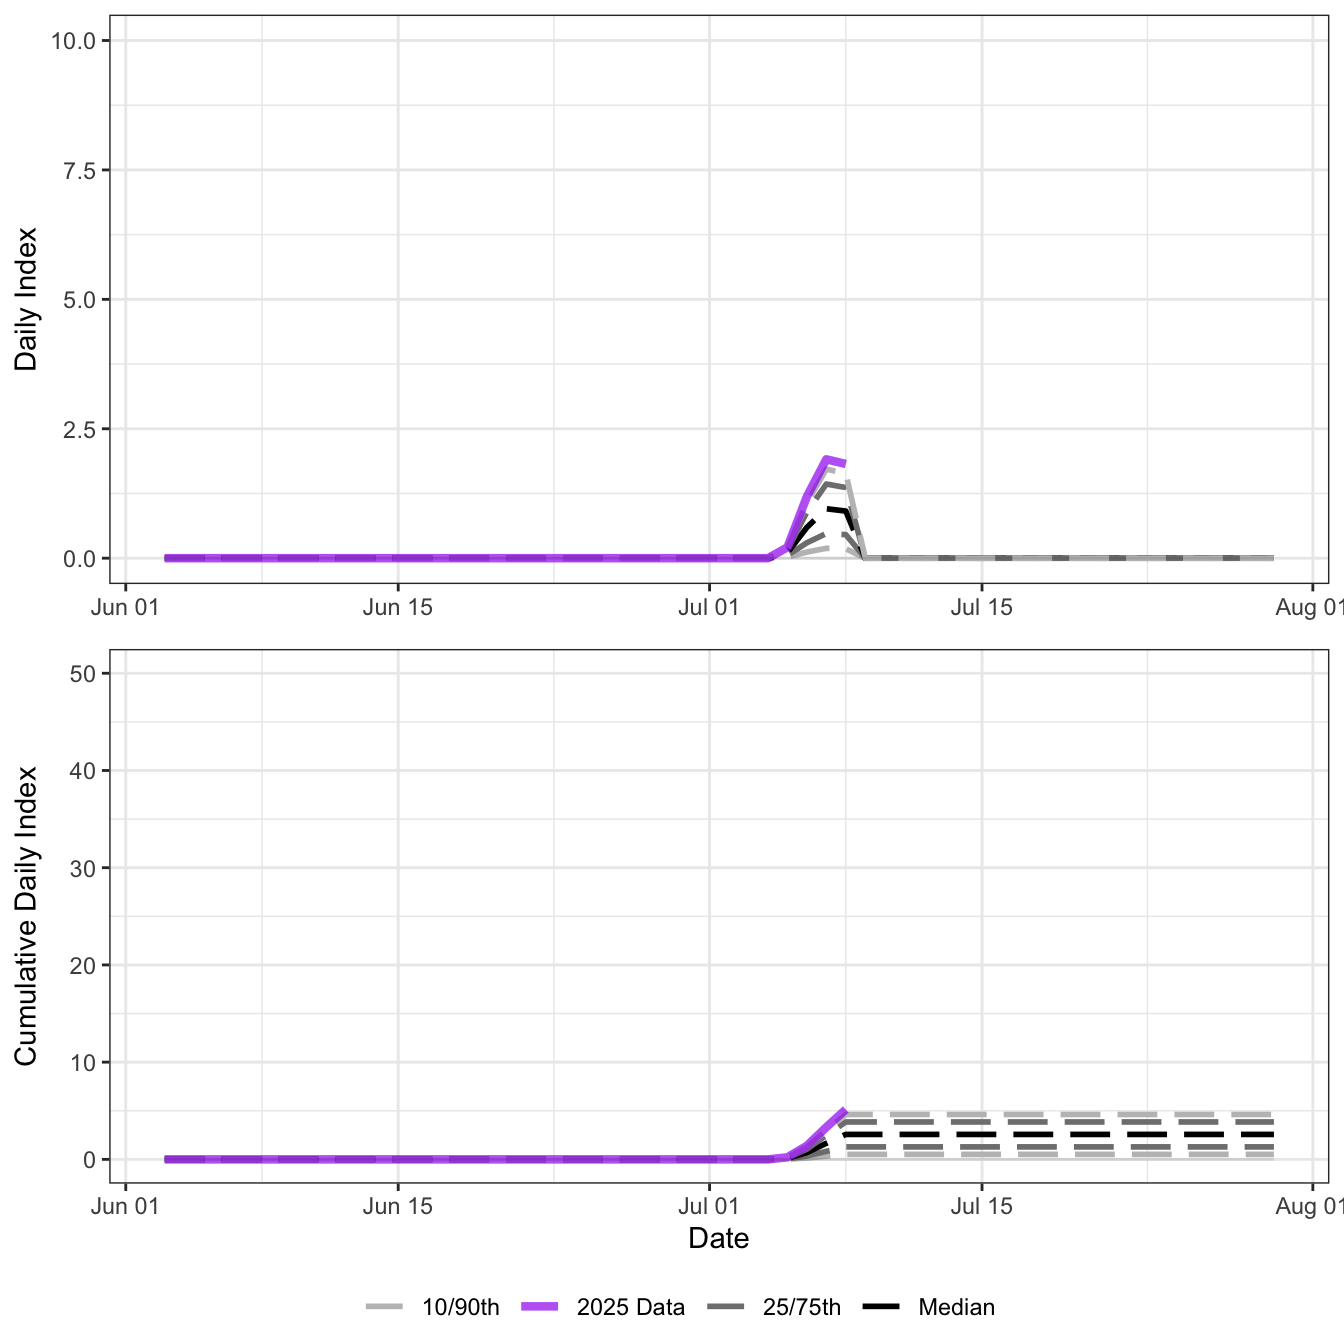 10.0
7.5
5.0
2.5
0.0
Daily Index
Jun 01 Jun 15 Jul 01 Jul 15 Aug 01
50
40
30
20
10
0
Cumulative Daily Index
Jun 01 Jun 15 Jul 01 Jul 15 Aug 01
Date
10/90th 2025 Data 25/75th Median